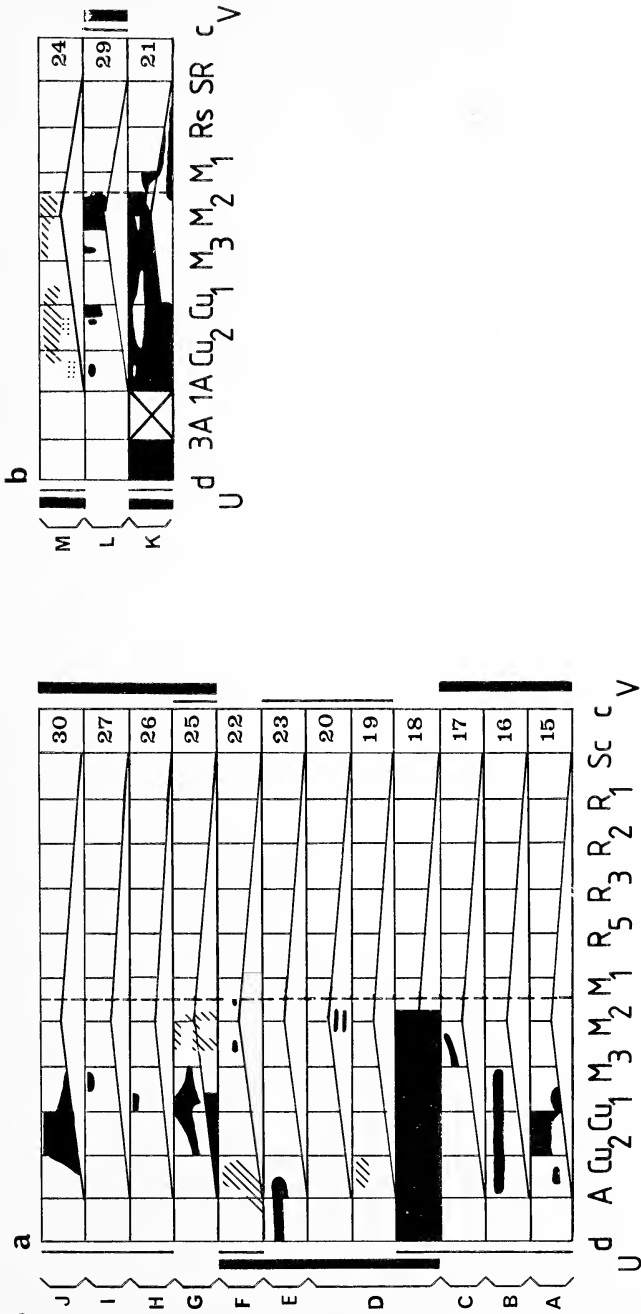 b
M 24
L 29
K 21
d 3A 1A Cu2 Cu1 M3 M2 M1 Rs SR c
U V
a
J 30
I 27
H 26
G 25
F 22
E 23
20
D 19
18
C 17
B 16
A 15
d A Cu2 Cu1 M3 M2 M1 R5 R3 R2 R1 Sc c
U V